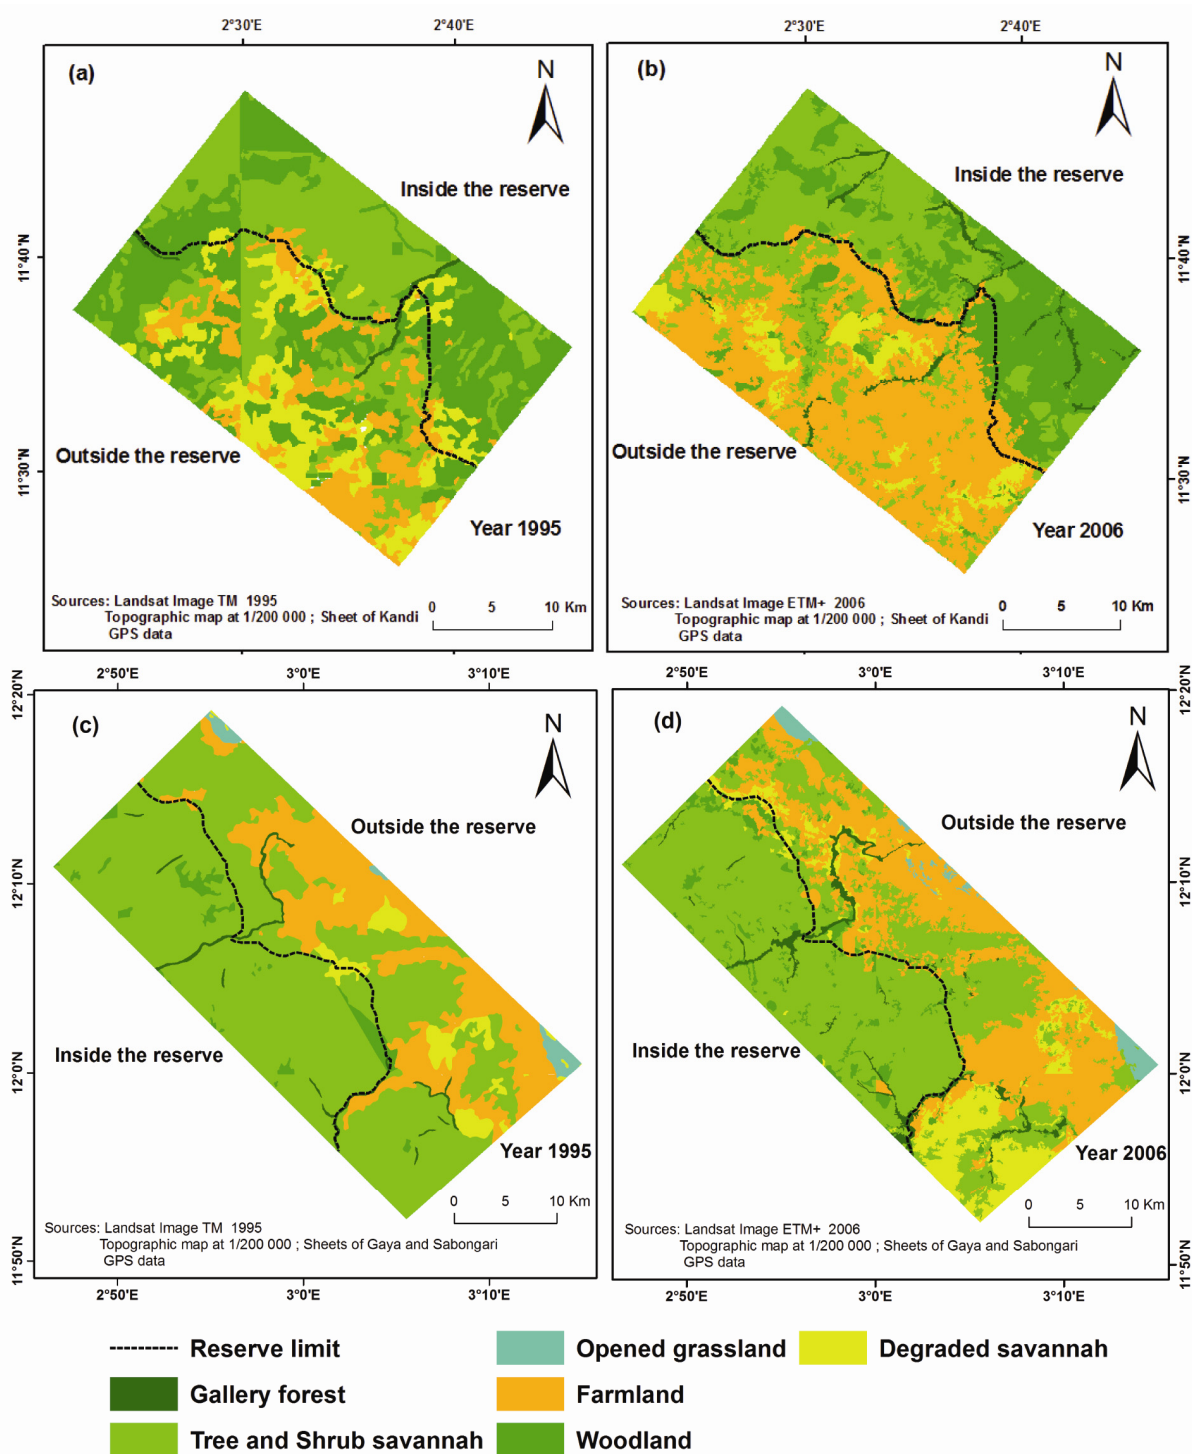 2°30'E 2°40'E 2°30'E 2°40'E
(a) N (b) N
Inside the reserve Inside the reserve
11°40'N 11°40'N
Outside the reserve Outside the reserve
11°30'N 11°30'N
Year 1995 Year 2006
Sources: Landsat Image TM 1995 0 5 10 Km
Topographic map at 1/200 000 ; Sheet of Kandi
GPS data
Sources: Landsat Image ETM+ 2006 0 5 10 Km
Topographic map at 1/200 000 ; Sheet of Kandi
GPS data
2°50'E 3°0'E 3°10'E 2°50'E 3°0'E 3°10'E
12°20'N 12°20'N
(c) N (d) N
Outside the reserve Outside the reserve
12°10'N 12°10'N
Inside the reserve Inside the reserve
12°0'N 12°0'N
Year 1995 Year 2006
0 5 10 Km 0 5 10 Km
Sources: Landsat Image TM 1995
Topographic map at 1/200 000 ; Sheets of Gaya and Sabongari
GPS data
Sources: Landsat Image ETM+ 2006
Topographic map at 1/200 000 ; Sheets of Gaya and Sabongari
GPS data
11°50'N 11°50'N
2°50'E 3°0'E 3°10'E 2°50'E 3°0'E 3°10'E
Reserve limit Opened grassland Degraded savannah
Gallery forest Farmland
Tree and Shrub savannah Woodland